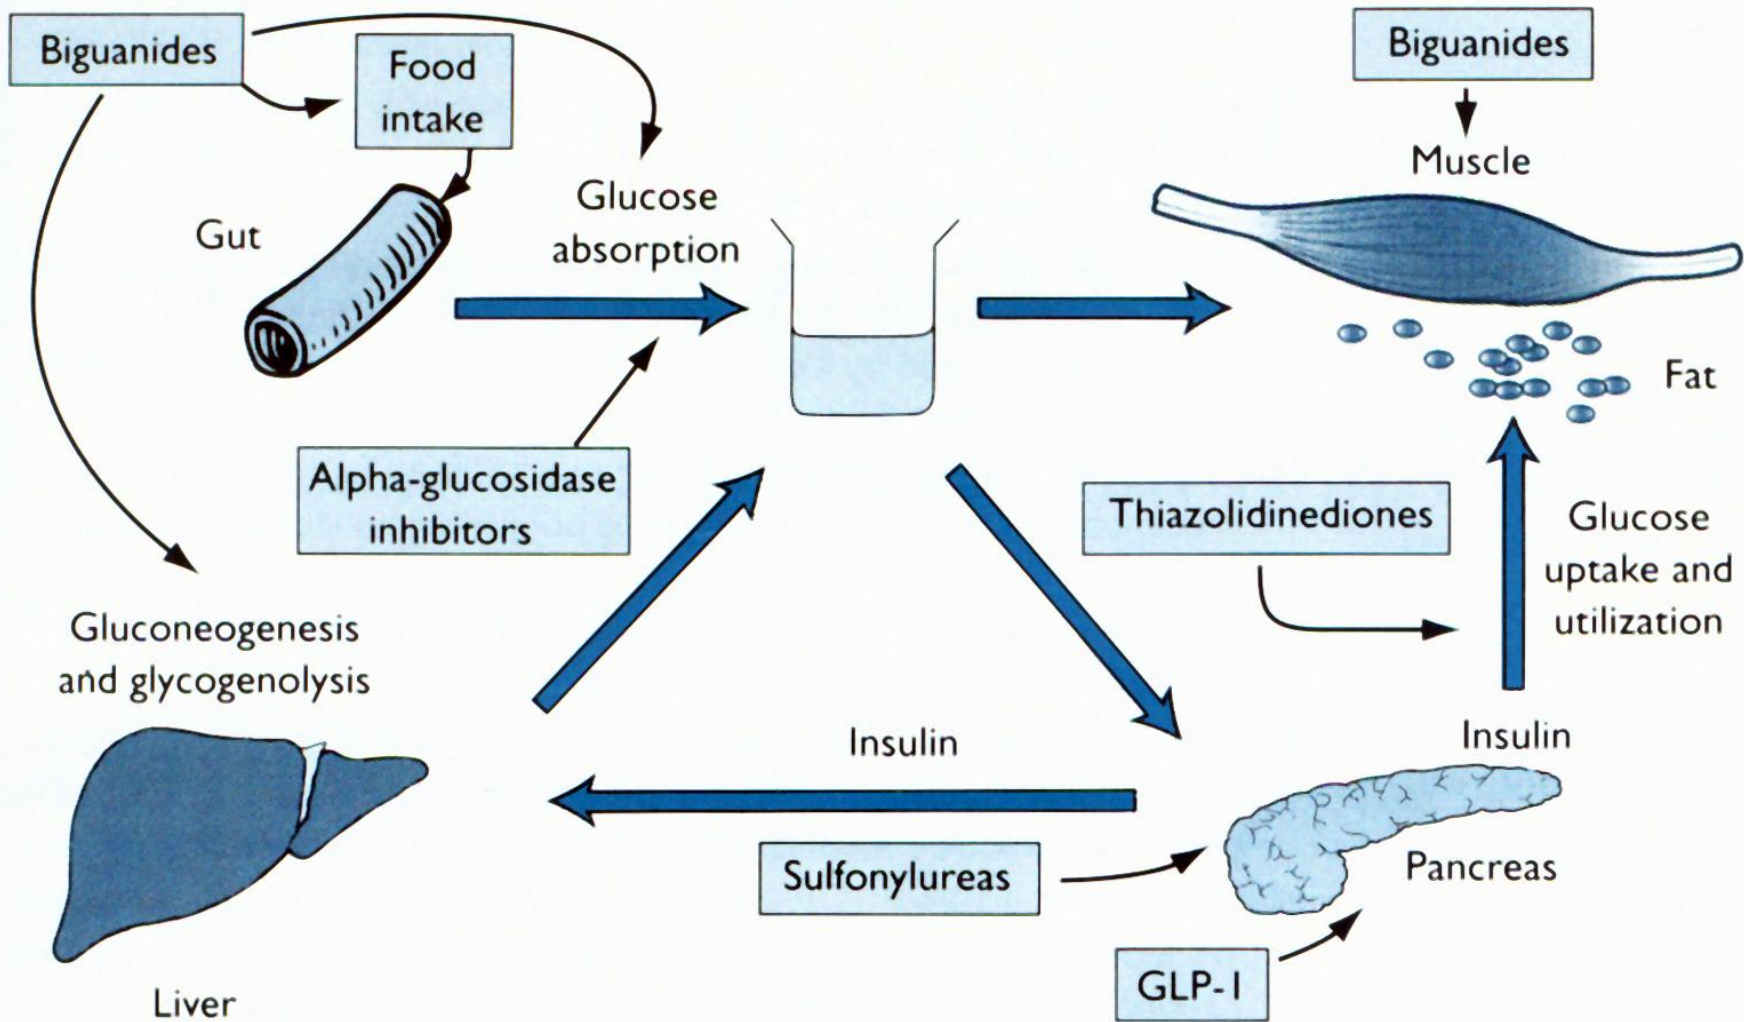 Biguanides
Food
intake
Biguanides
Muscle
Gut
Glucose
absorption
Fat
Alpha-glucosidase
inhibitors
Thiazolidinediones
Glucose
uptake and
utilization
Gluconeogenesis
and glycogenolysis
Insulin
Insulin
Sulfonylureas
Pancreas
GLP-1
Liver